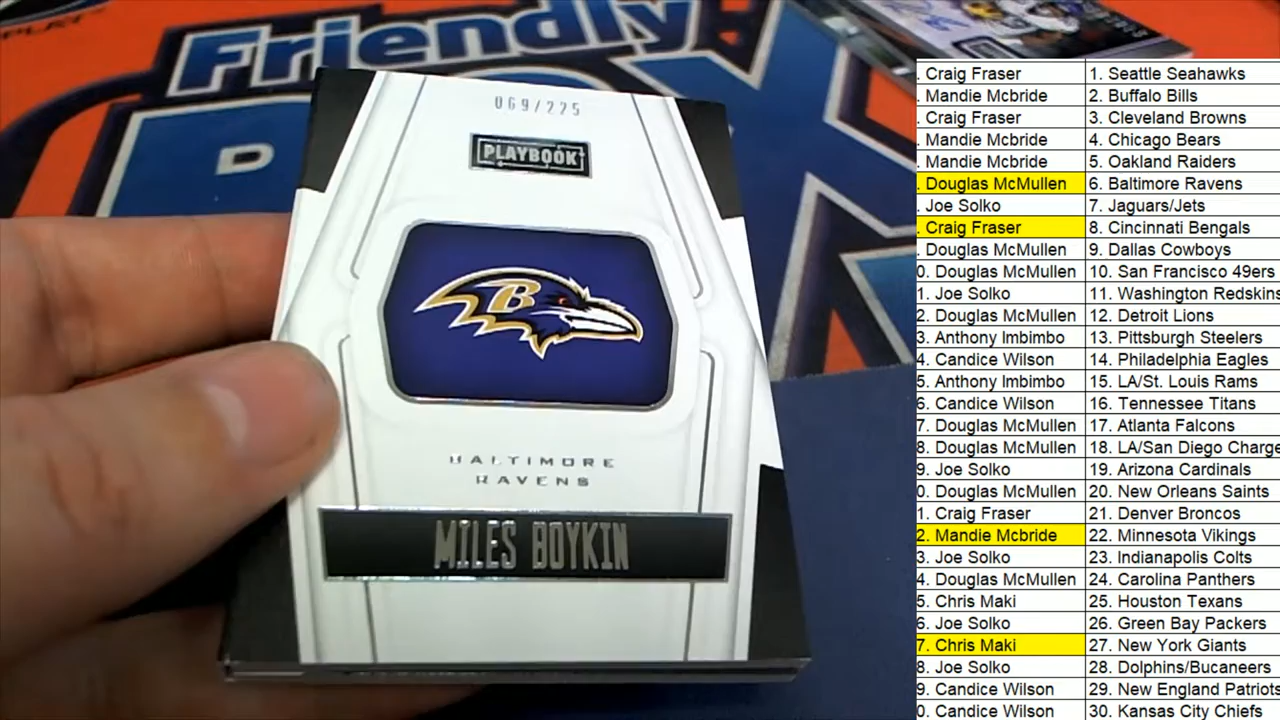 PLAY
Friendly
069/225
PLAYBOOK
B
BALTIMORE
RAVENS
MILES BOYKIN
. Craig Fraser 1. Seattle Seahawks
. Mandie Mcbride 2. Buffalo Bills
. Craig Fraser 3. Cleveland Browns
. Mandie Mcbride 4. Chicago Bears
. Mandie Mcbride 5. Oakland Raiders
. Douglas McMullen 6. Baltimore Ravens
. Joe Solko 7. Jaguars/Jets
. Craig Fraser 8. Cincinnati Bengals
. Douglas McMullen 9. Dallas Cowboys
0. Douglas McMullen 10. San Francisco 49ers
1. Joe Solko 11. Washington Redskins
2. Douglas McMullen 12. Detroit Lions
3. Anthony Imbimbo 13. Pittsburgh Steelers
4. Candice Wilson 14. Philadelphia Eagles
5. Anthony Imbimbo 15. LA/St. Louis Rams
6. Candice Wilson 16. Tennessee Titans
7. Douglas McMullen 17. Atlanta Falcons
8. Douglas McMullen 18. LA/San Diego Charge
9. Joe Solko 19. Arizona Cardinals
0. Douglas McMullen 20. New Orleans Saints
1. Craig Fraser 21. Denver Broncos
2. Mandie Mcbride 22. Minnesota Vikings
3. Joe Solko 23. Indianapolis Colts
4. Douglas McMullen 24. Carolina Panthers
5. Chris Maki 25. Houston Texans
6. Joe Solko 26. Green Bay Packers
7. Chris Maki 27. New York Giants
8. Joe Solko 28. Dolphins/Bucaneers
9. Candice Wilson 29. New England Patriots
0. Candice Wilson 30. Kansas City Chiefs